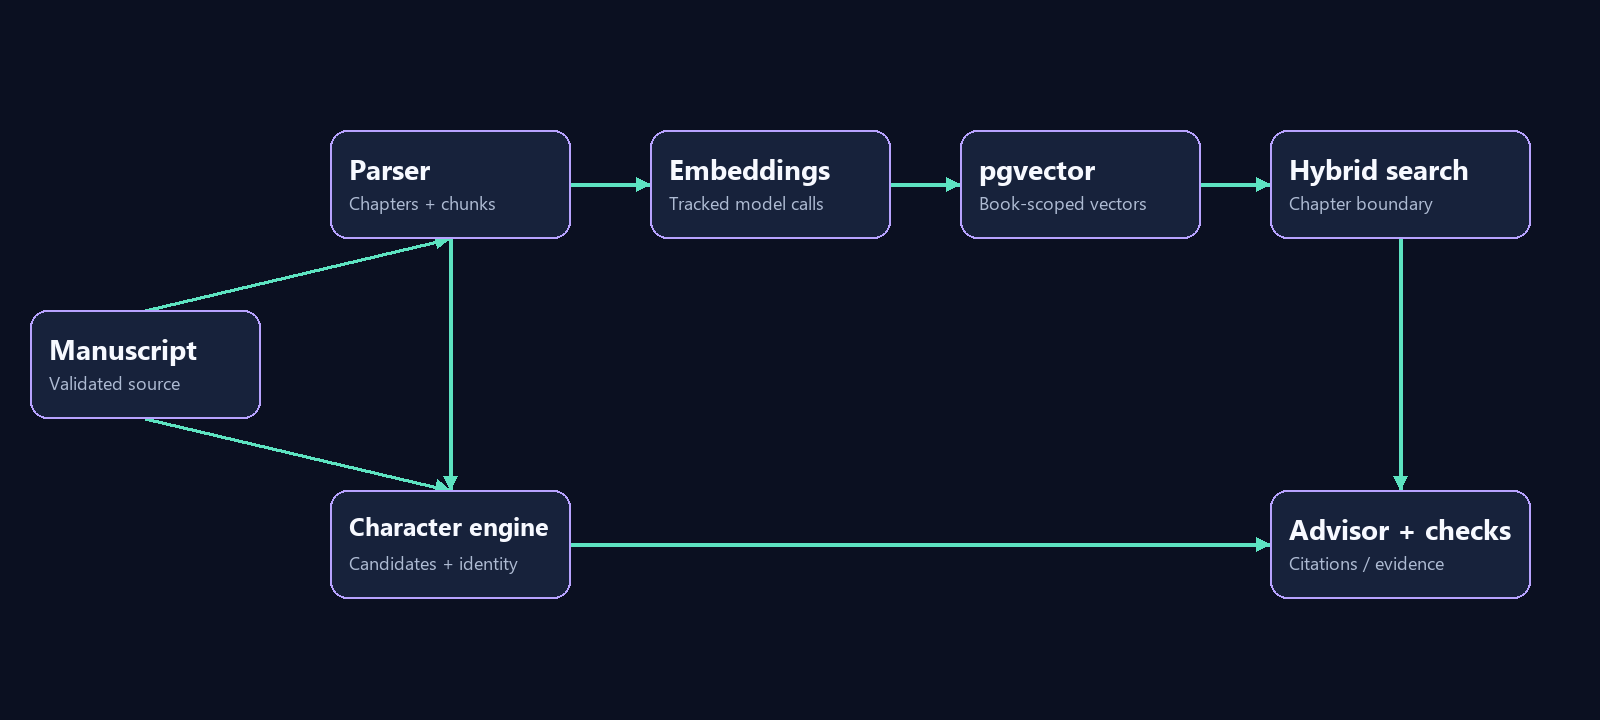 Parser
Chapters + chunks
Embeddings
Tracked model calls
pgvector
Book-scoped vectors
Hybrid search
Chapter boundary
Manuscript
Validated source
Character engine
Candidates + identity
Advisor + checks
Citations / evidence